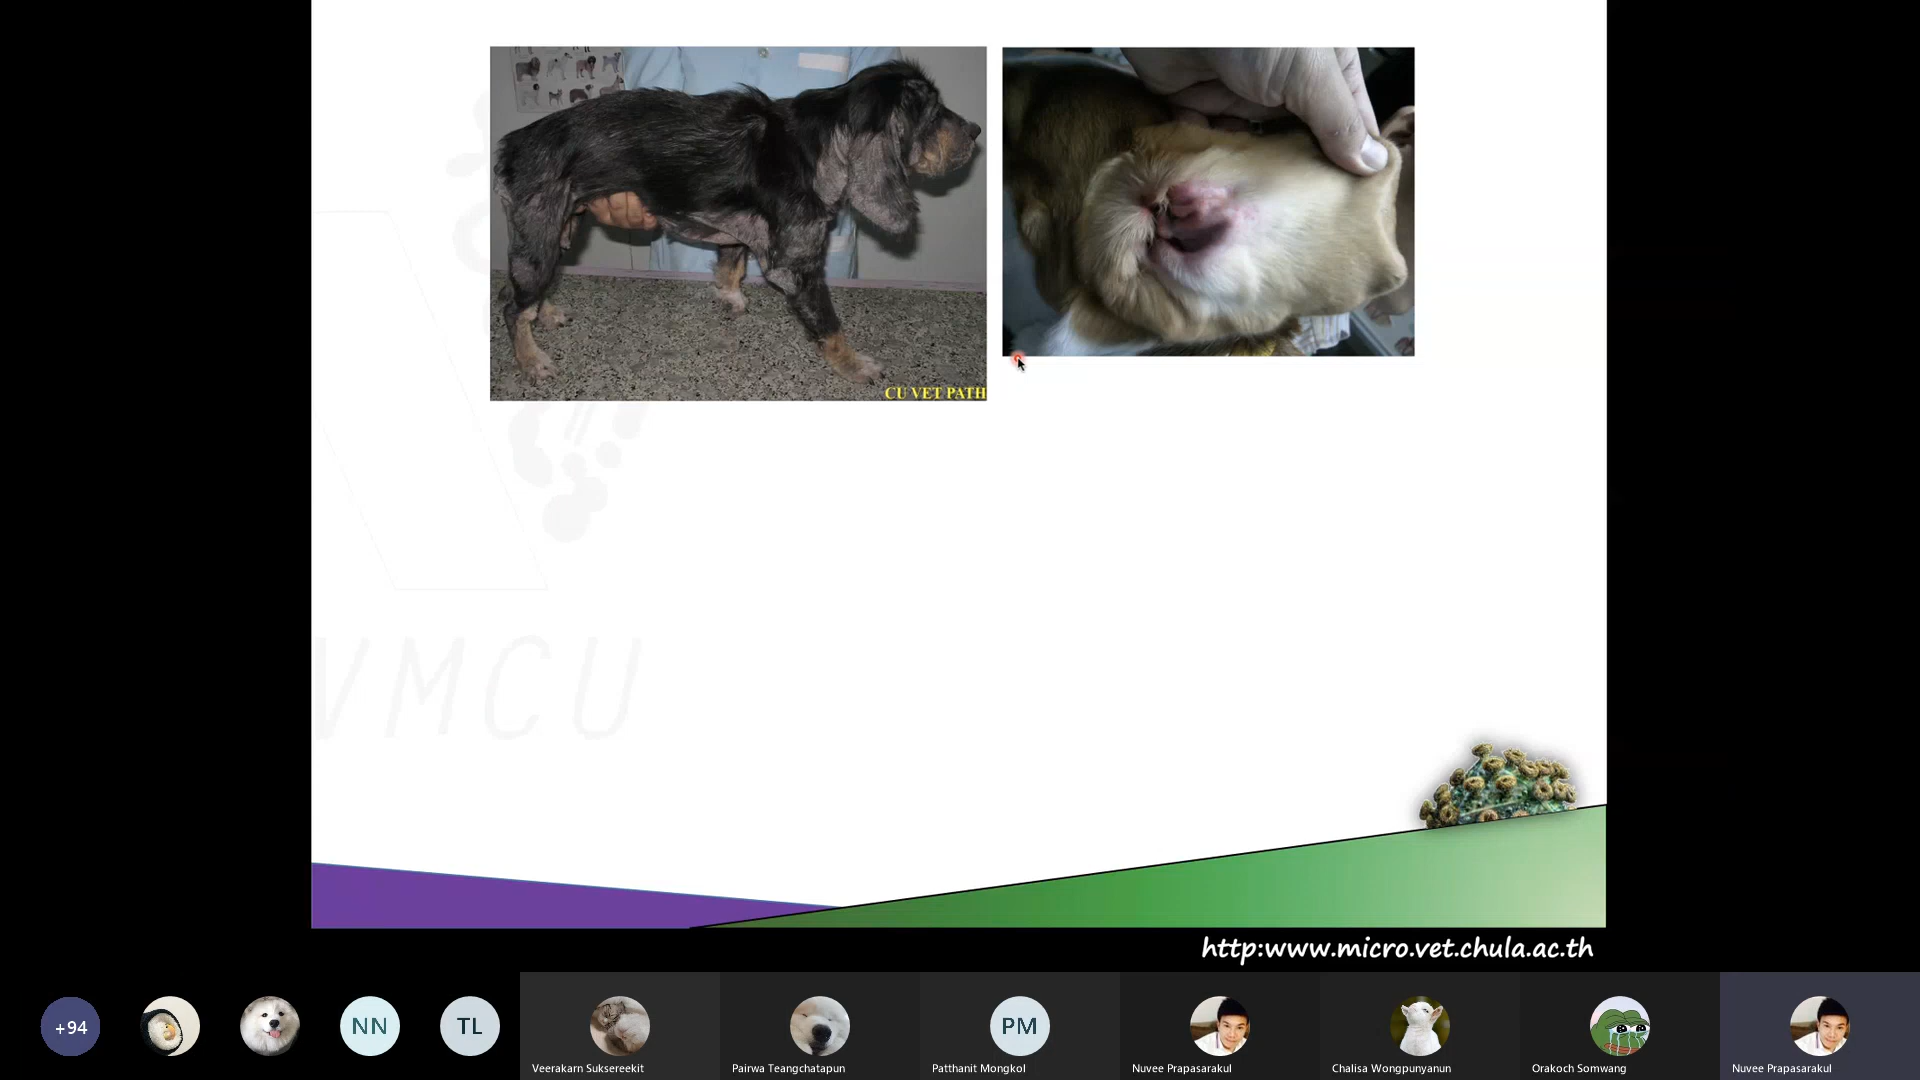 CU VET PATH
VMCU
http:www.micro.vet.chula.ac.th
+94
NN
TL
PM
Veerakarn Suksereekit
Pairwa Teangchatapun
Patthanit Mongkol
Nuvee Prapasarakul
Chalisa Wongpunyanun
Orakoch Somwang
Nuvee Prapasarakul